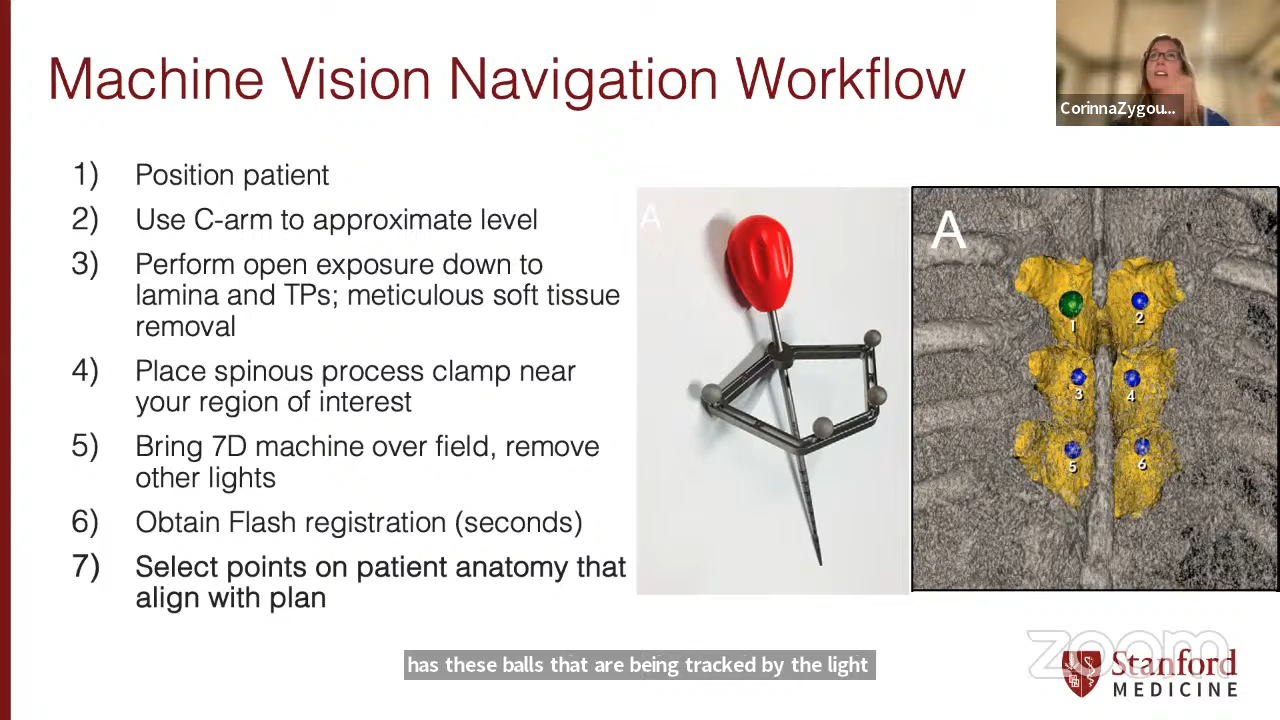 Machine Vision Navigation Workflow
CorinnaZygou...
1) Position patient
2) Use C-arm to approximate level
3) Perform open exposure down to
lamina and TPs; meticulous soft tissue
removal
4) Place spinous process clamp near
your region of interest
5) Bring 7D machine over field, remove
other lights
6) Obtain Flash registration (seconds)
7) Select points on patient anatomy that
align with plan
A
A
1
2
3
4
5
6
has these balls that are being tracked by the light
zoom
Stanford
MEDICINE